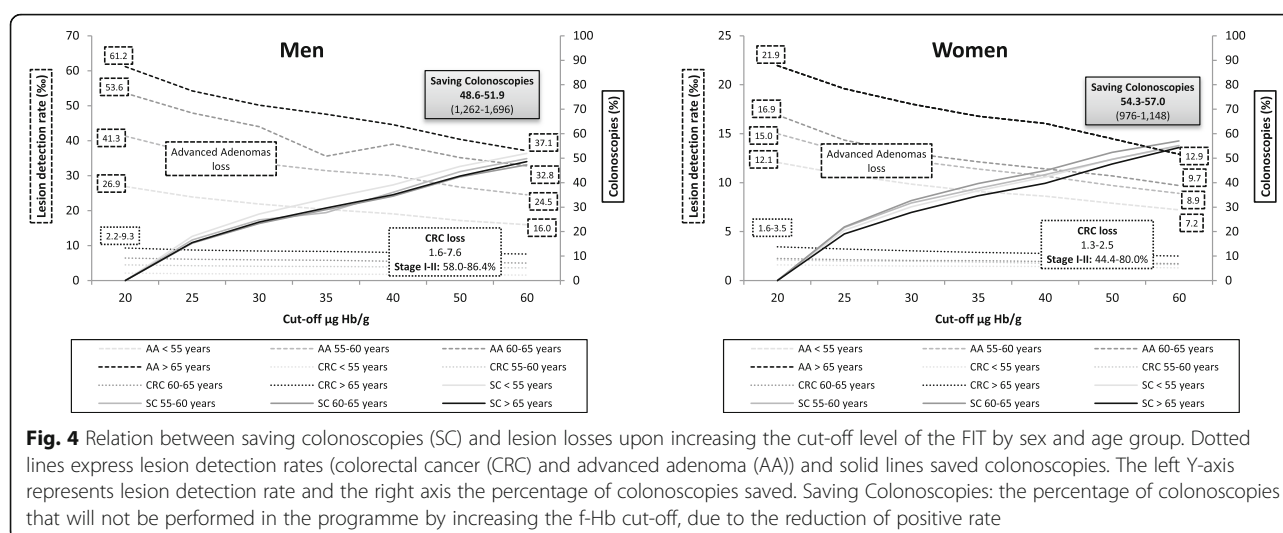 Men
Lesion detection rate (‰)
70
60
50
40
30
20
10
0
61.2
53.6
41.3
26.9
2.2-9.3
Advanced Adenomas
loss
Saving Colonoscopies
48.6-51.9
(1,262-1,696)
CRC loss
1.6-7.6
Stage I-II: 58.0-86.4%
37.1
32.8
24.5
16.0
100
90
80
70
60
50
40
30
20
10
0
Colonoscopies (%)
20 25 30 35 40 50 60
Cut-off µg Hb/g
AA < 55 years AA 55-60 years AA 60-65 years
AA > 65 years CRC < 55 years CRC 55-60 years
CRC 60-65 years CRC > 65 years SC < 55 years
SC 55-60 years SC 60-65 years SC > 65 years
Women
Lesion detection rate (‰)
25
20
15
10
5
0
21.9
16.9
15.0
12.1
1.6-3.5
Advanced Adenomas
loss
Saving Colonoscopies
54.3-57.0
(976-1,148)
CRC loss
1.3-2.5
Stage I-II: 44.4-80.0%
12.9
9.7
8.9
7.2
100
90
80
70
60
50
40
30
20
10
0
Colonoscopies (%)
20 25 30 35 40 50 60
Cut-off µg Hb/g
AA < 55 years AA 55-60 years AA 60-65 years
AA > 65 years CRC < 55 years CRC 55-60 years
CRC 60-65 years CRC > 65 years SC < 55 years
SC 55-60 years SC 60-65 years SC > 65 years
Fig. 4 Relation between saving colonoscopies (SC) and lesion losses upon increasing the cut-off level of the FIT by sex and age group. Dotted
lines express lesion detection rates (colorectal cancer (CRC) and advanced adenoma (AA)) and solid lines saved colonoscopies. The left Y-axis
represents lesion detection rate and the right axis the percentage of colonoscopies saved. Saving Colonoscopies: the percentage of colonoscopies
that will not be performed in the programme by increasing the f-Hb cut-off, due to the reduction of positive rate